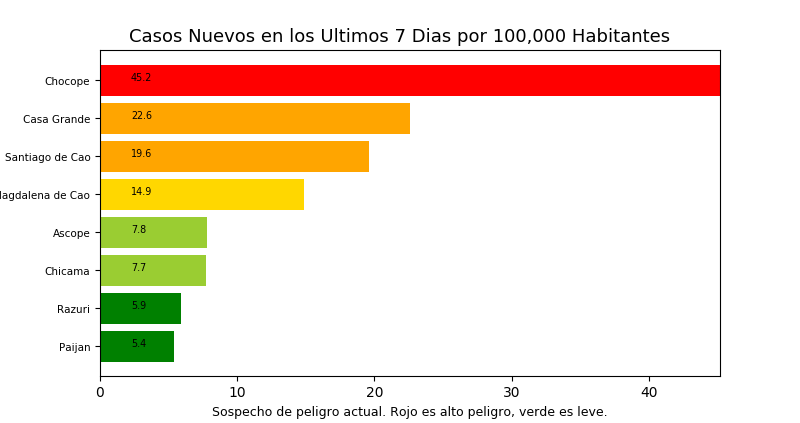 Casos Nuevos en los Ultimos 7 Dias por 100,000 Habitantes
Chocope 45.2
Casa Grande 22.6
Santiago de Cao 19.6
de Cao 14.9
Ascope 7.8
Chicama 7.7
Razuri 5.9
Paijan 5.4
0 10 20 30 40
Sospecho de peligro actual. Rojo es alto peligro, verde es leve.